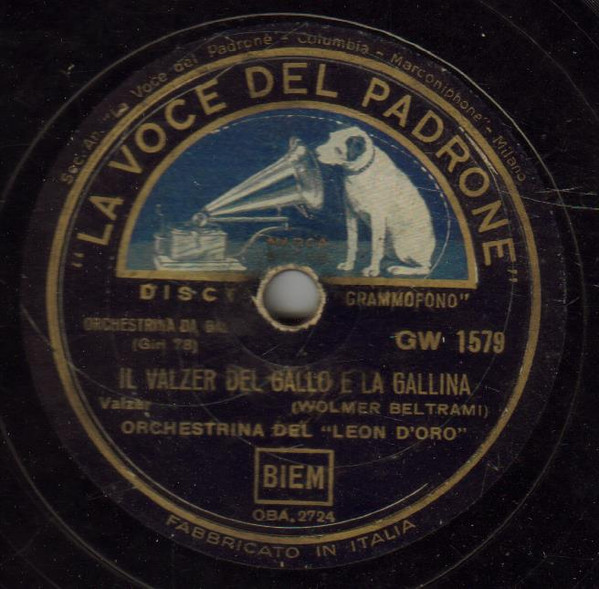 Soc. An. "La Voce del Padrone - Columbia - Marconiphone" - Milano
"LA VOCE DEL PADRONE"
MARCA
GRAMMOFONO"
ORCHESTRINA DA
GW 1579
(Giri 78)
IL VALZER DEL GALLO E LA GALLINA
Valzer
(WOLMER BELTRAMI)
ORCHESTRINA DEL "LEON D'ORO"
BIEM
OBA. 2724
FABBRICATO IN ITALIA